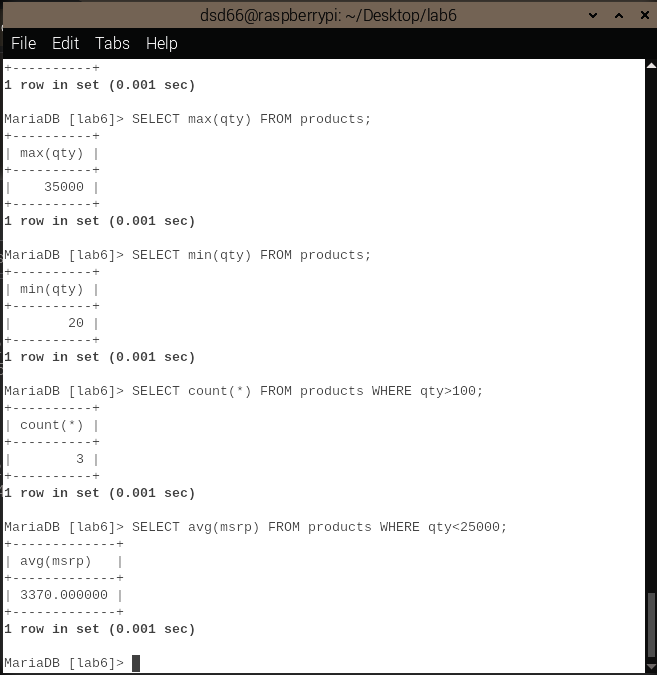 dsd66@raspberrypi: ~/Desktop/lab6
File Edit Tabs Help
+----------+
1 row in set (0.001 sec)
MariaDB [lab6]> SELECT max(qty) FROM products;
+----------+
| max(qty) |
+----------+
|    35000 |
+----------+
1 row in set (0.001 sec)
MariaDB [lab6]> SELECT min(qty) FROM products;
+----------+
| min(qty) |
+----------+
|       20 |
+----------+
1 row in set (0.001 sec)
MariaDB [lab6]> SELECT count(*) FROM products WHERE qty>100;
+----------+
| count(*) |
+----------+
|        3 |
+----------+
1 row in set (0.001 sec)
MariaDB [lab6]> SELECT avg(msrp) FROM products WHERE qty<25000;
+-------------+
| avg(msrp)   |
+-------------+
| 3370.000000 |
+-------------+
1 row in set (0.001 sec)
MariaDB [lab6]>